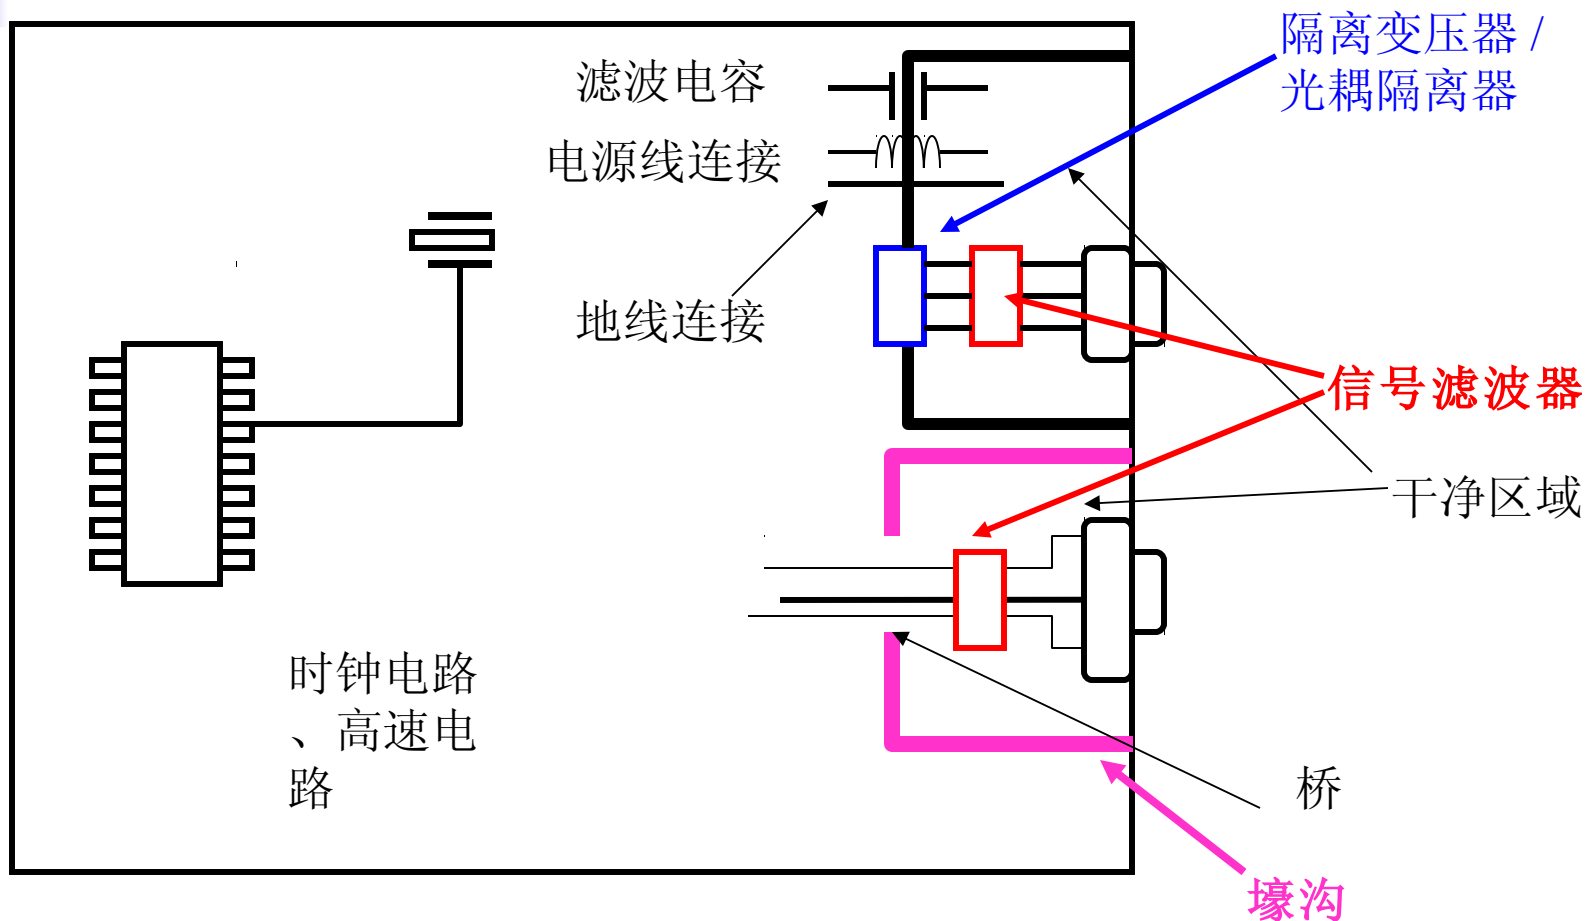 隔离变压器 /
光耦隔离器
滤波电容
电源线连接
地线连接
信号滤波器
干净区域
时钟电路
、高速电
路
桥
壕沟